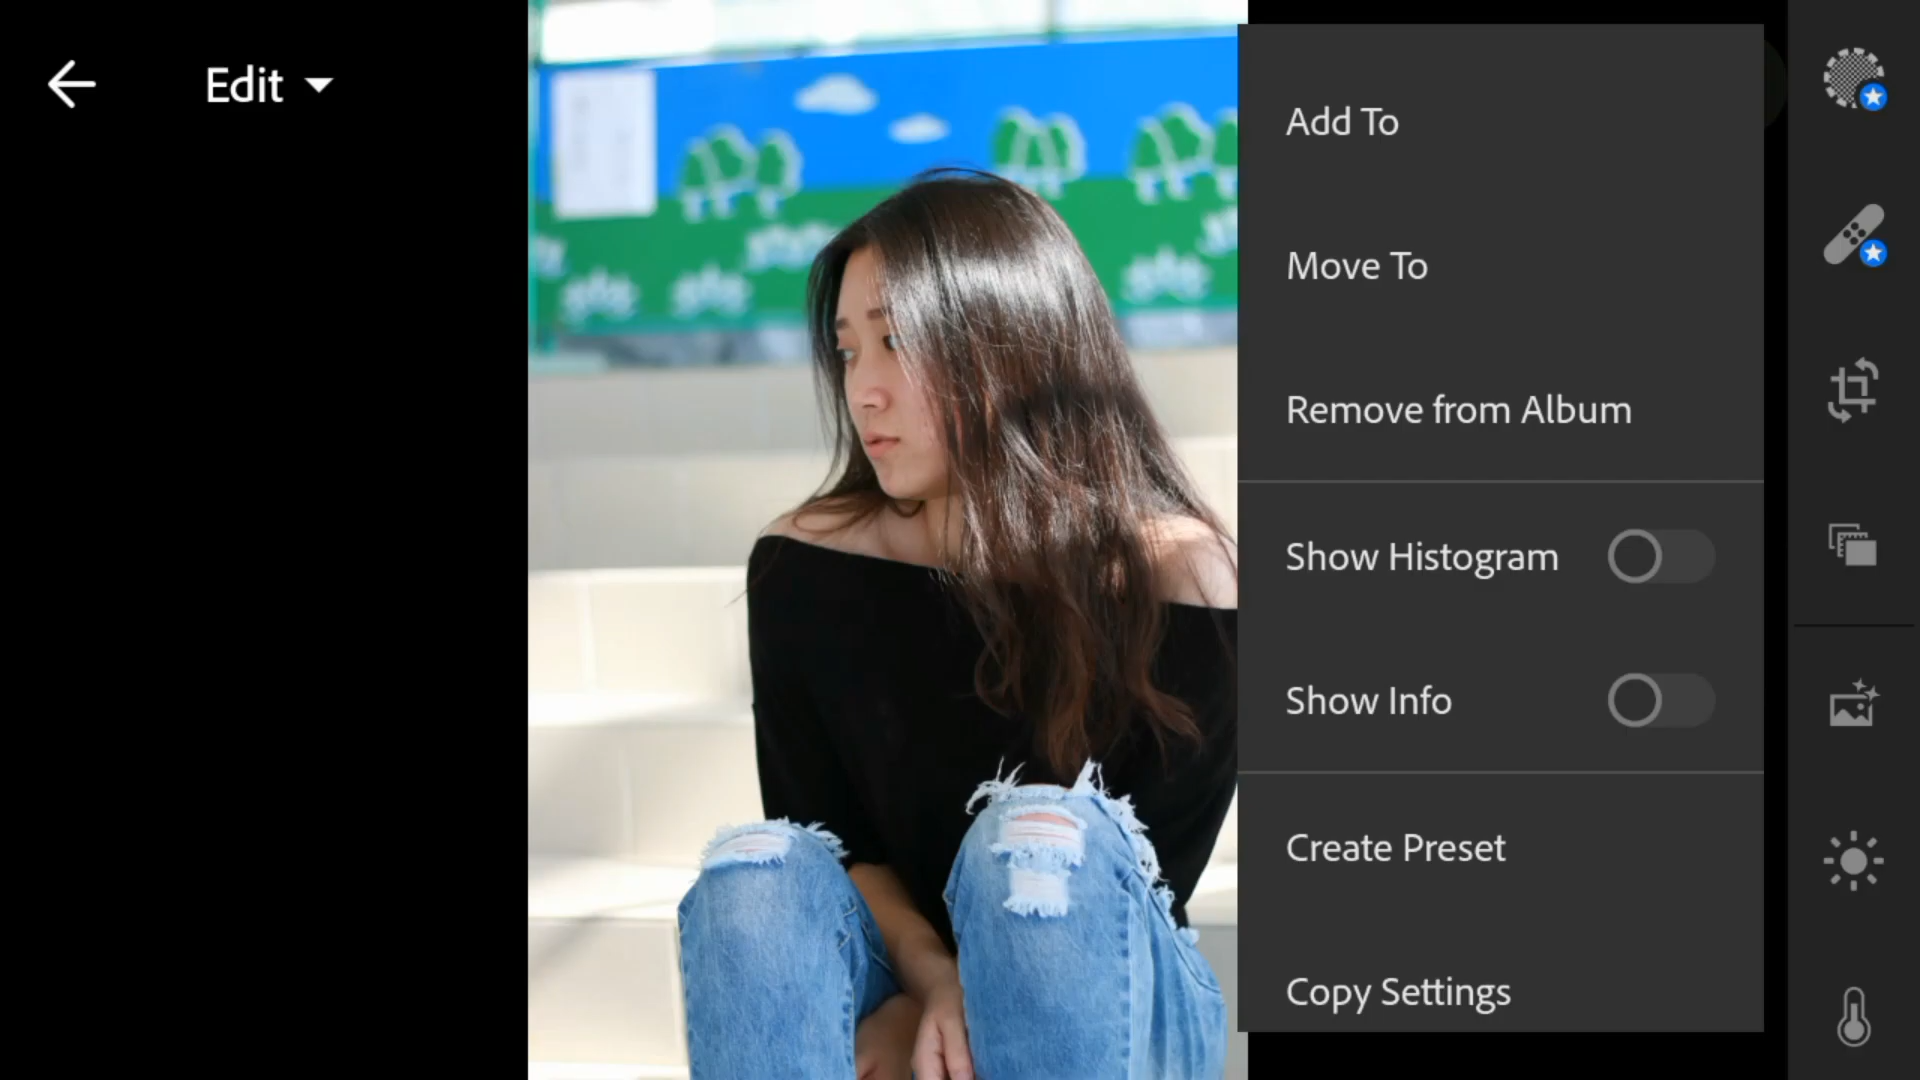 Edit
Add To
Move To
Remove from Album
Show Histogram
Show Info
Create Preset
Copy Settings